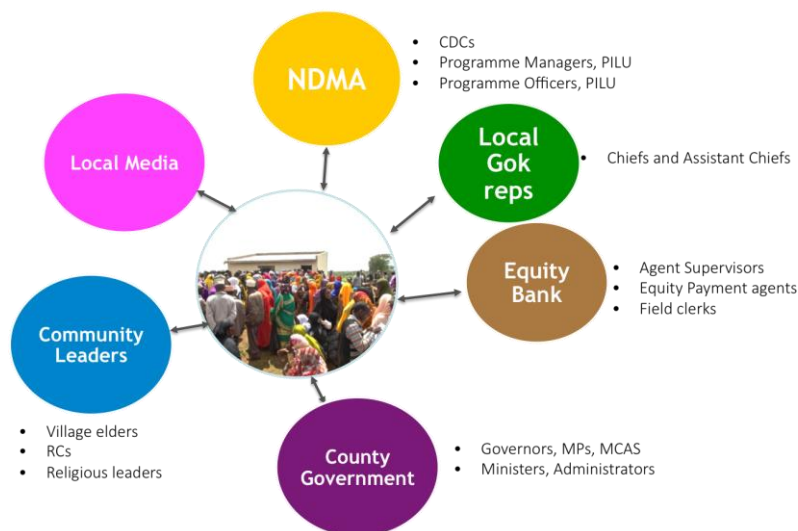 NDMA
• CDCs
• Programme Managers, PILU
• Programme Officers, PILU
Local Media
Local
Gok
reps
• Chiefs and Assistant Chiefs
Equity
Bank
• Agent Supervisors
• Equity Payment agents
• Field clerks
Community
Leaders
• Village elders
• RCs
• Religious leaders
County
Government
• Governors, MPs, MCAS
• Ministers, Administrators